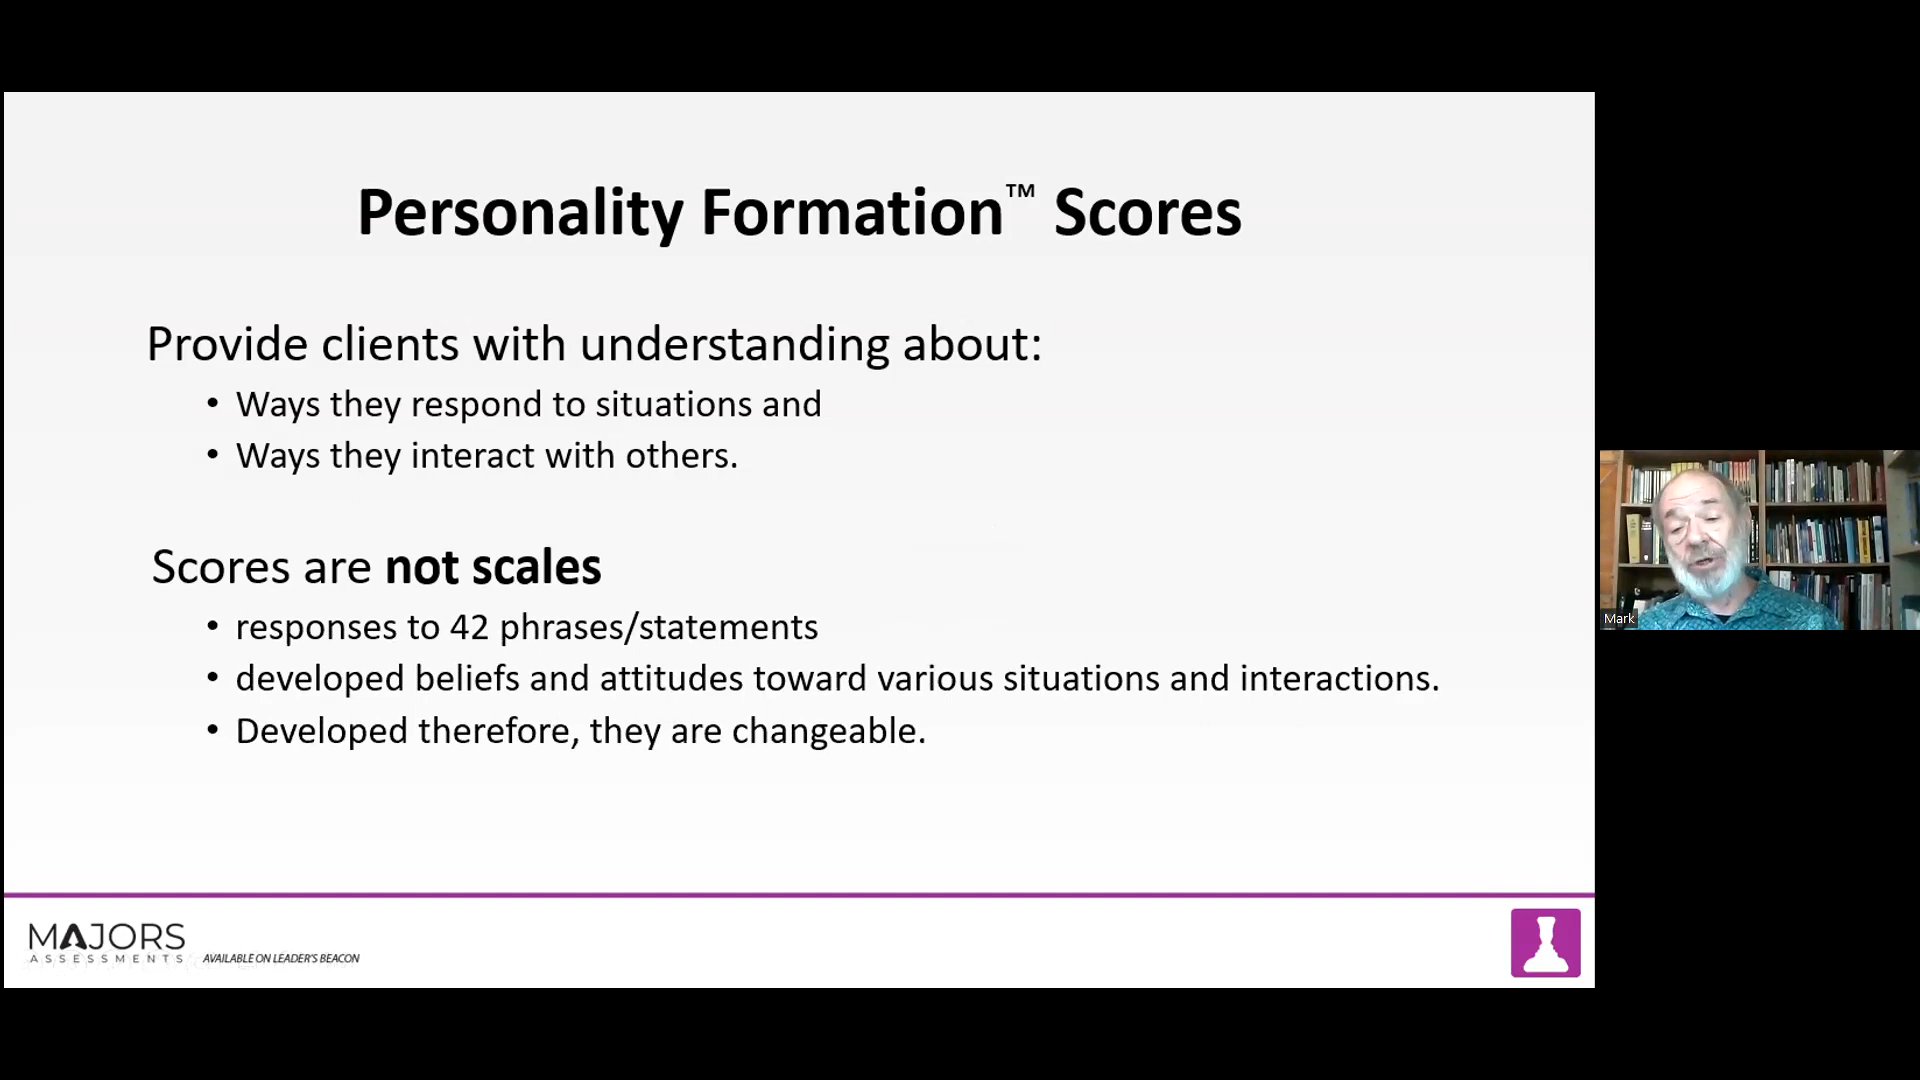 Personality Formation™ Scores
Provide clients with understanding about:
• Ways they respond to situations and
• Ways they interact with others.
Scores are not scales
• responses to 42 phrases/statements
• developed beliefs and attitudes toward various situations and interactions.
• Developed therefore, they are changeable.
Mark
MAJORS
ASSESSMENTS
AVAILABLE ON LEADER'S BEACON